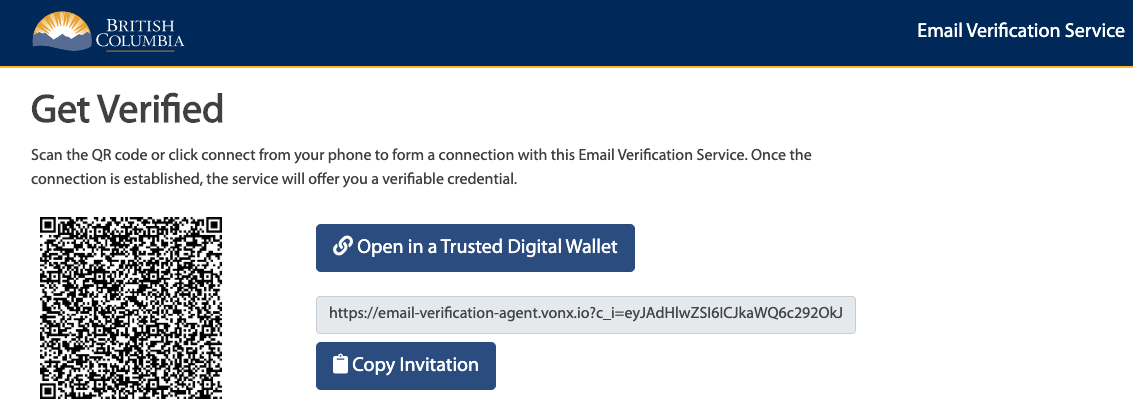 BRITISH
COLUMBIA
Email Verification Service
Get Verified
Scan the QR code or click connect from your phone to form a connection with this Email Verification Service. Once the
connection is established, the service will offer you a verifiable credential.
Open in a Trusted Digital Wallet
https://email-verification-agent.vonx.io?c_i=eyJAdHlwZSI6ICJkaWQ6c292OkJ
Copy Invitation